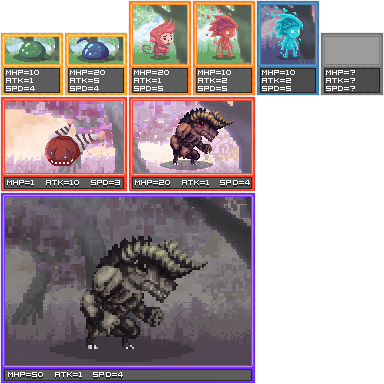 MHP=10
ATK=1
SPD=4
MHP=20
ATK=5
SPD=4
MHP=20
ATK=1
SPD=5
MHP=10
ATK=2
SPD=5
MHP=10
ATK=2
SPD=5
MHP=?
ATK=?
SPD=?
MHP=1 ATK=10 SPD=3
MHP=20 ATK=1 SPD=4
MHP=50 ATK=1 SPD=4